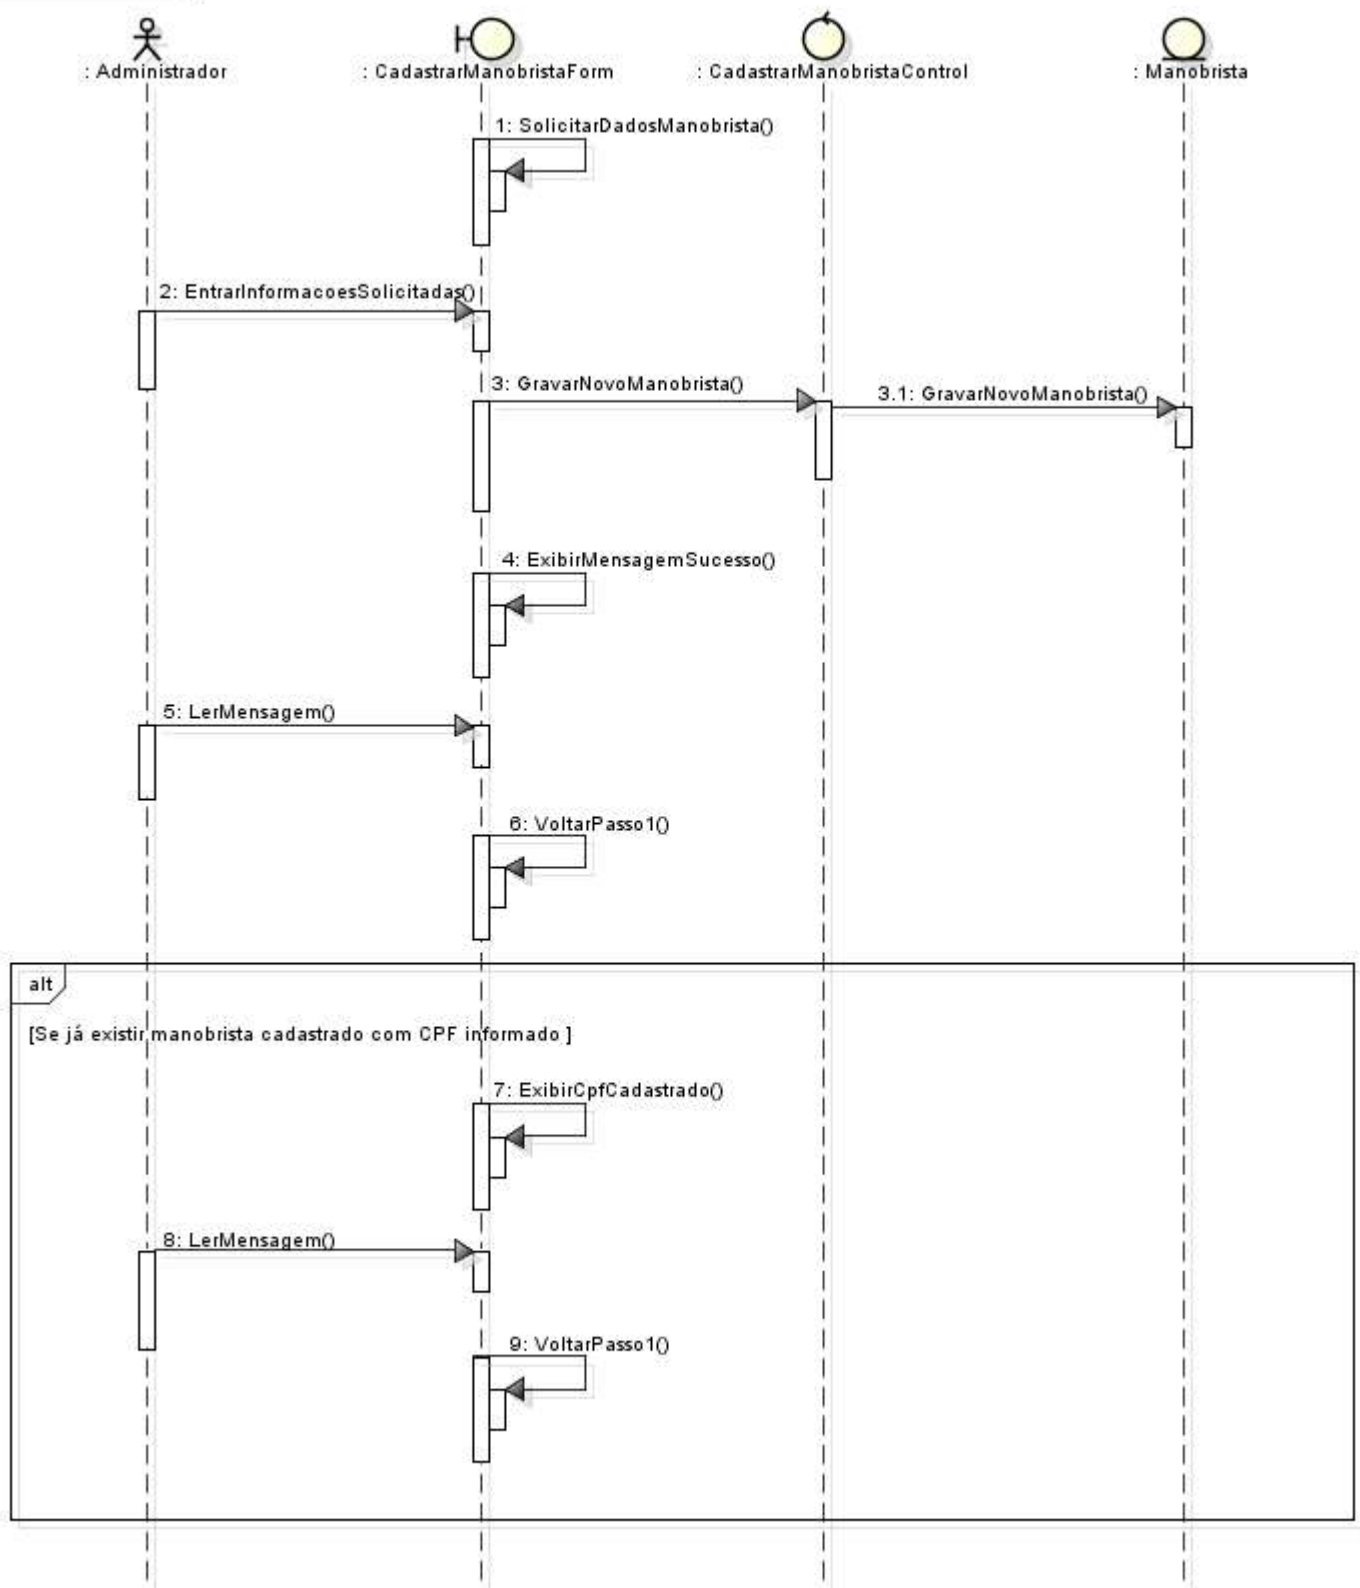 : Administrador
: CadastrarManobristaForm
: CadastrarManobristaControl
: Manobrista
1: SolicitarDadosManobrista()
2: EntrarInformacoesSolicitadas()
3: GravarNovoManobrista()
3.1: GravarNovoManobrista()
4: ExibirMensagemSucesso()
5: LerMensagem()
6: VoltarPasso1()
alt
[Se já existir manobrista cadastrado com CPF informado ]
7: ExibirCpfCadastrado()
8: LerMensagem()
9: VoltarPasso1()